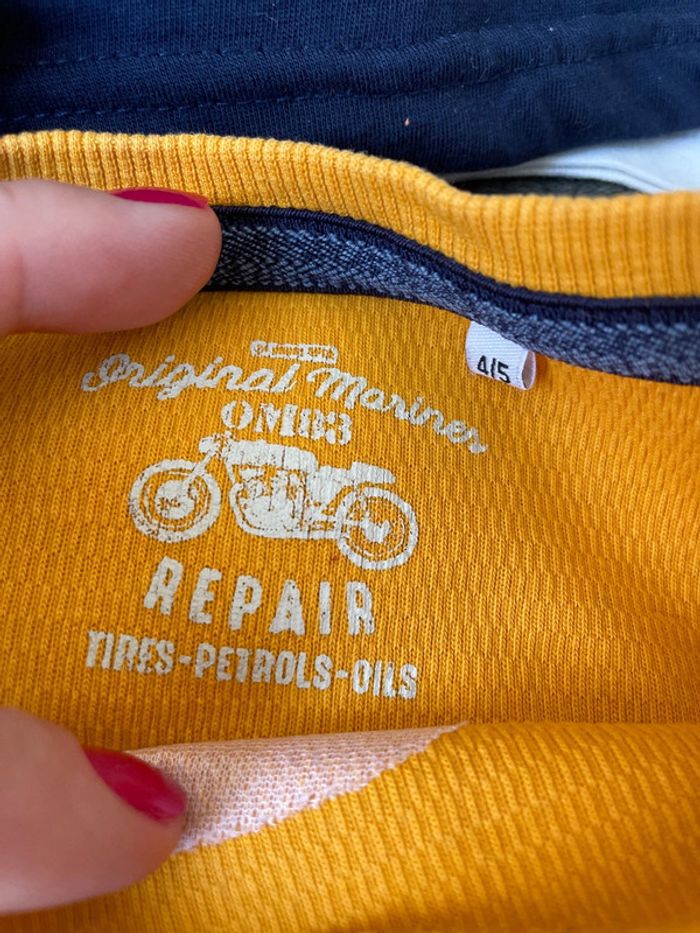 Original Mariner
OM83
REPAIR
TIRES-PETROLS-OILS
4/5